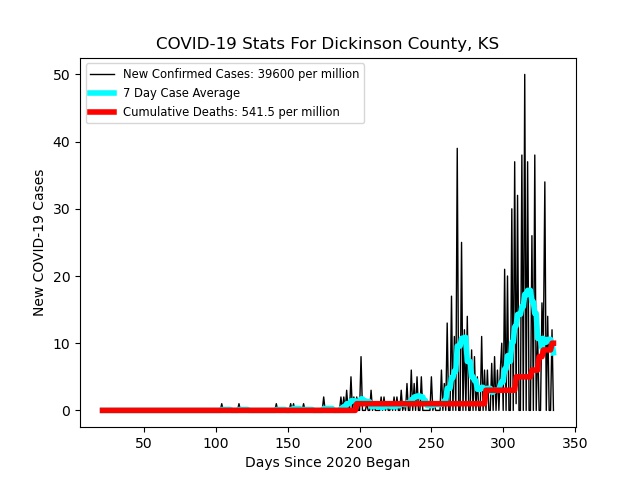 COVID-19 Stats For Dickinson County, KS
New Confirmed Cases: 39600 per million
7 Day Case Average
Cumulative Deaths: 541.5 per million
New COVID-19 Cases
50
40
30
20
10
0
50 100 150 200 250 300 350
Days Since 2020 Began